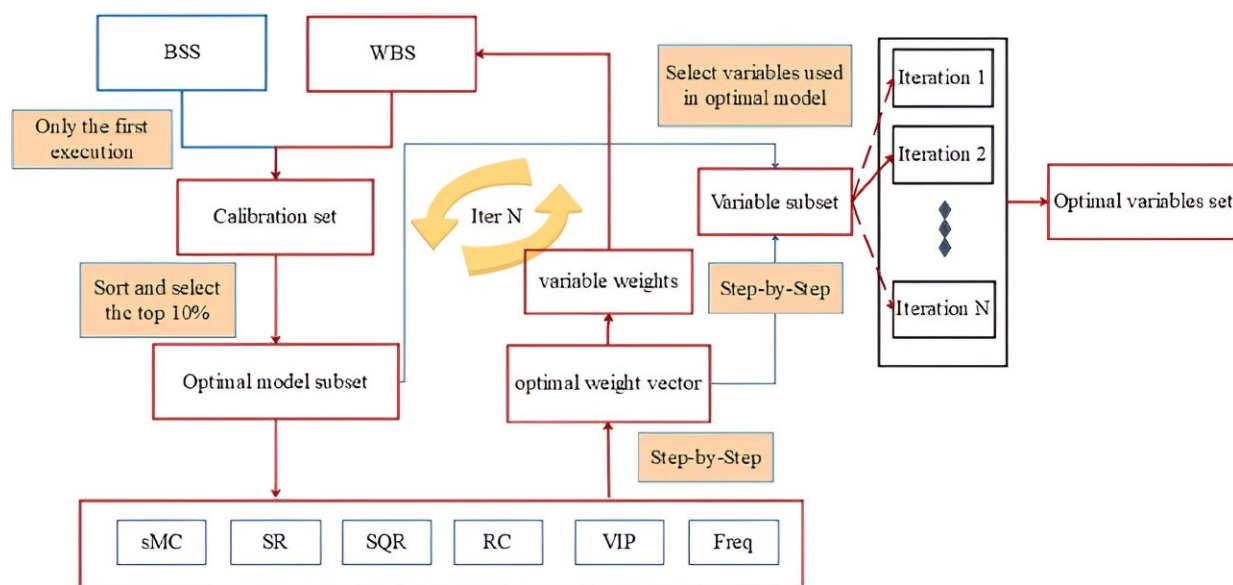 BSS
WBS
Only the first
execution
Calibration set
Sort and select
the top 10%
Optimal model subset
Iter N
variable weights
optimal weight vector
Step-by-Step
sMC
SR
SQR
RC
VIP
Freq
Select variables used
in optimal model
Variable subset
Step-by-Step
Iteration 1
Iteration 2
Iteration N
Optimal variables set